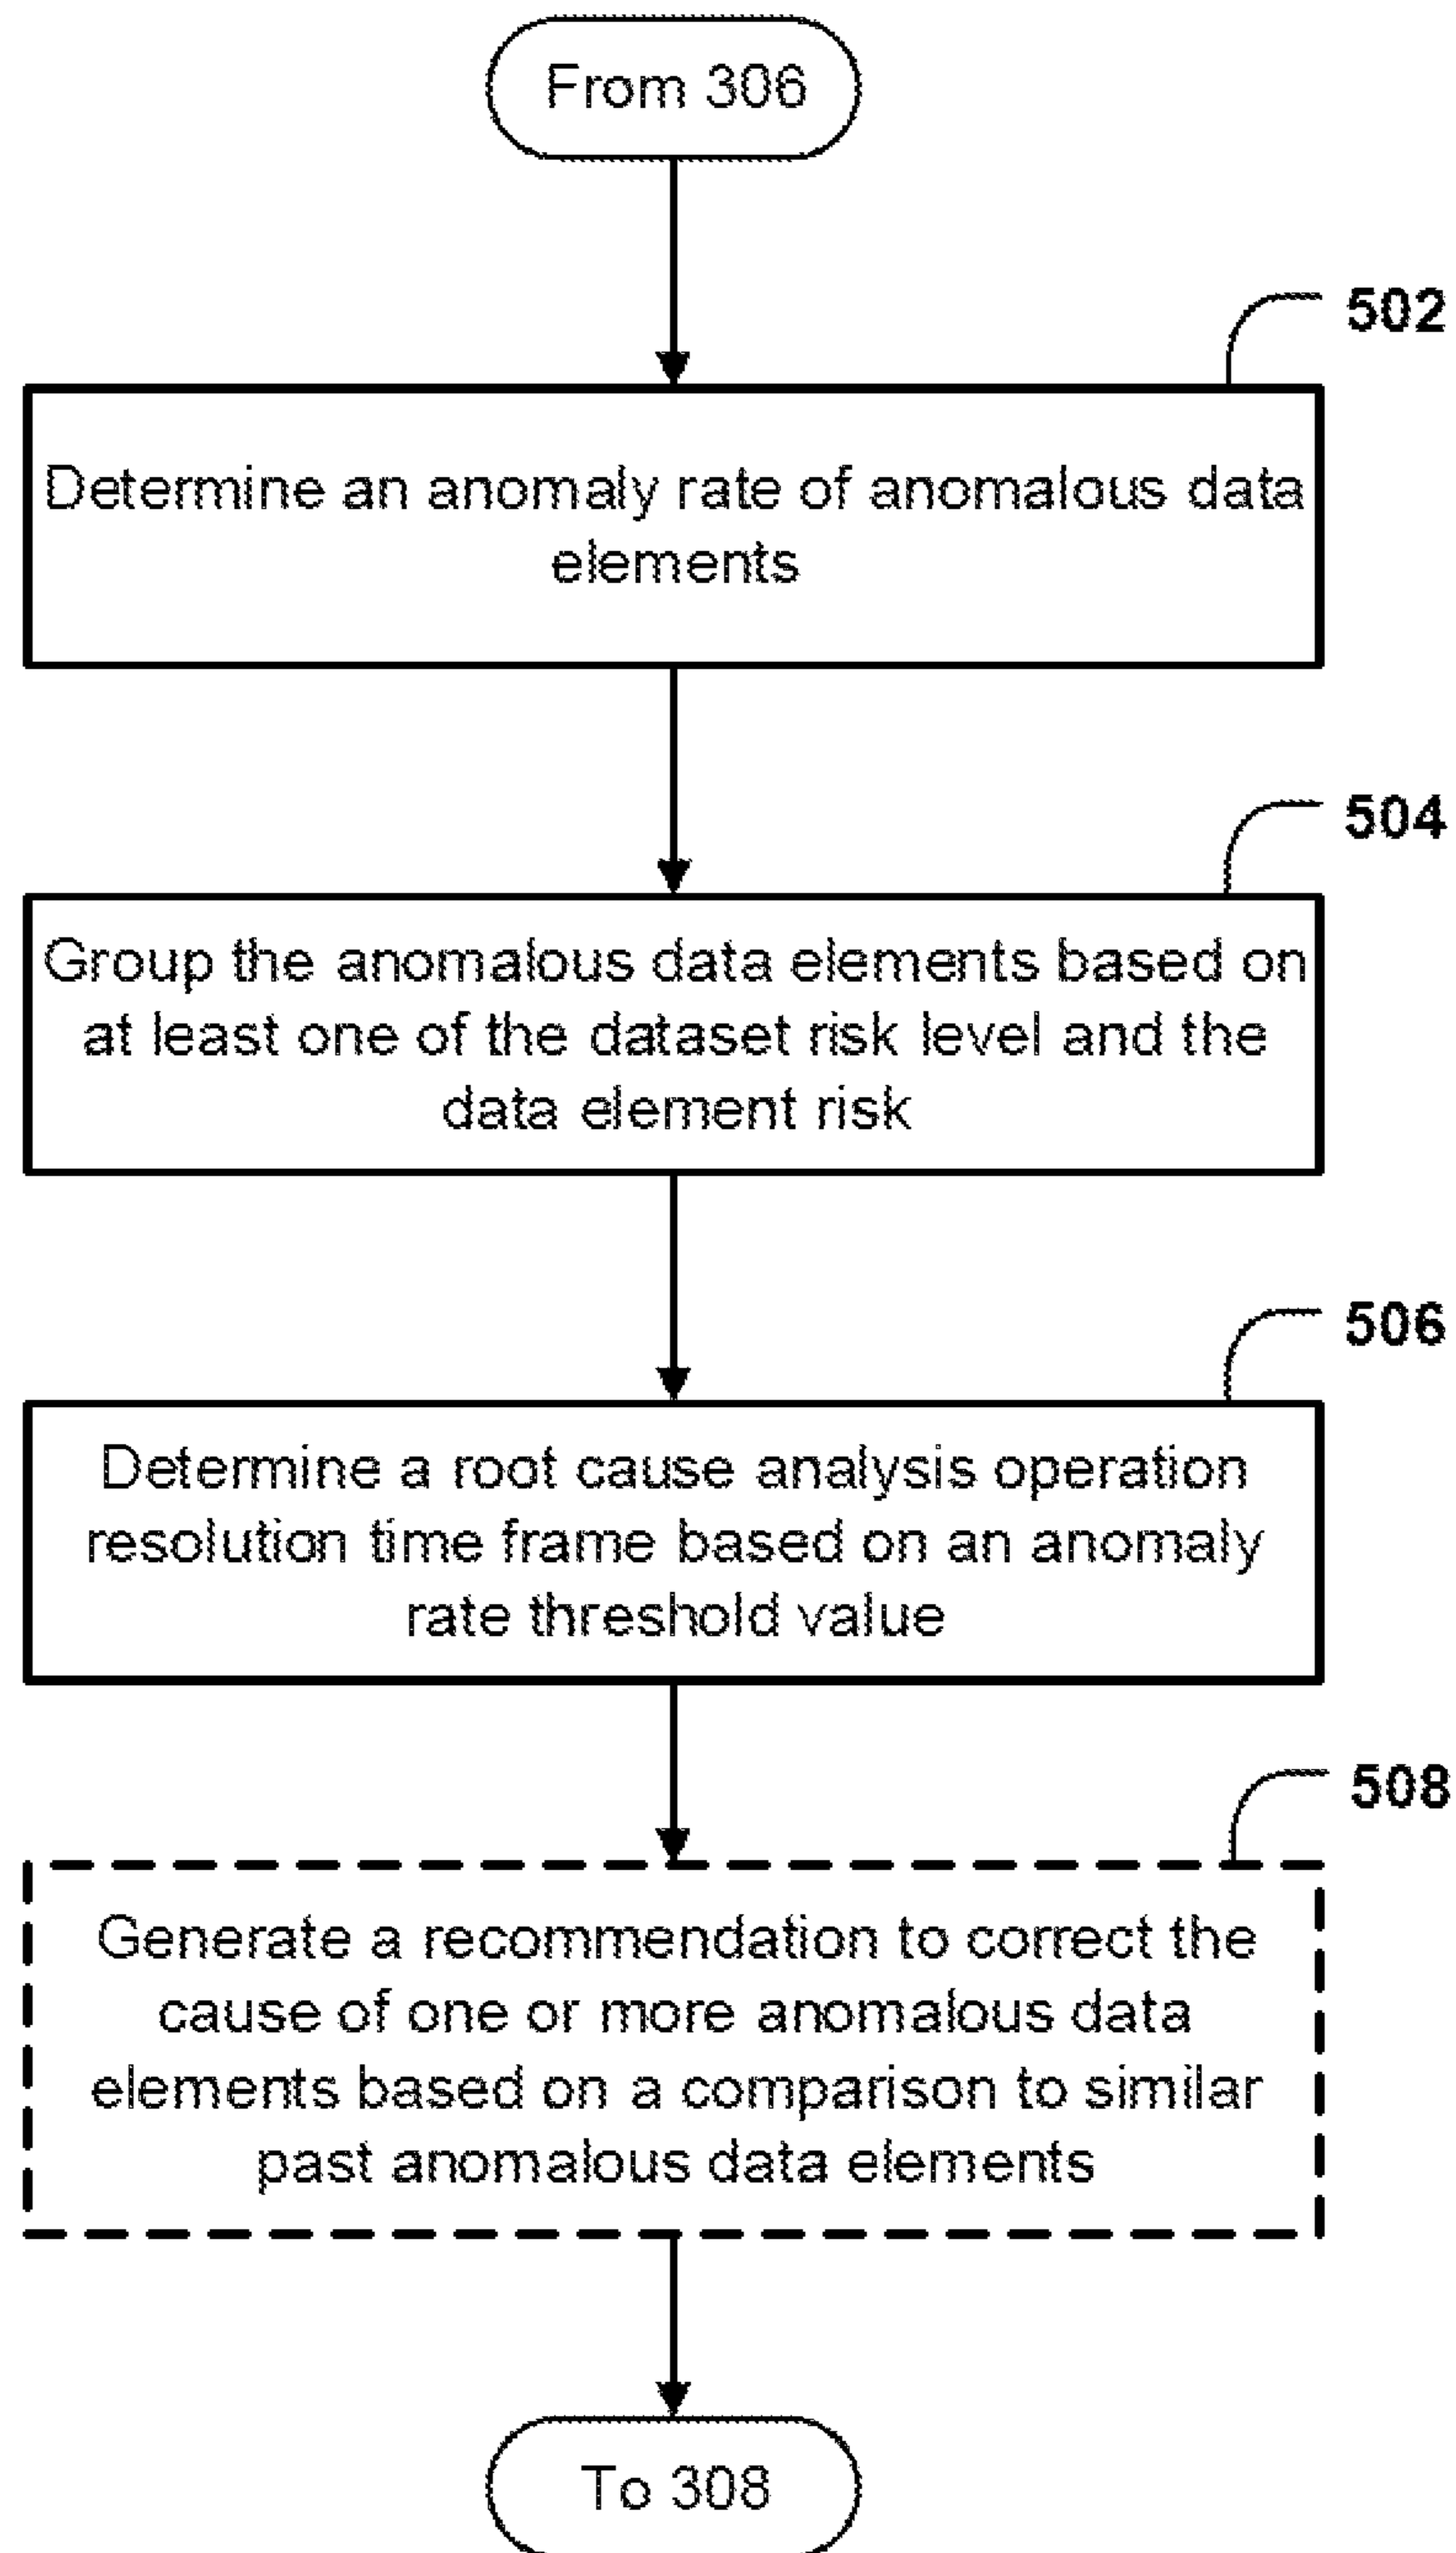 From 306
502
Determine an anomaly rate of anomalous data
elements
504
Group the anomalous data elements based on
at least one of the dataset risk level and the
data element risk
506
Determine a root cause analysis operation
resolution time frame based on an anomaly
rate threshold value
508
Generate a recommendation to correct the
cause of one or more anomalous data
elements based on a comparison to similar
past anomalous data elements
To 308